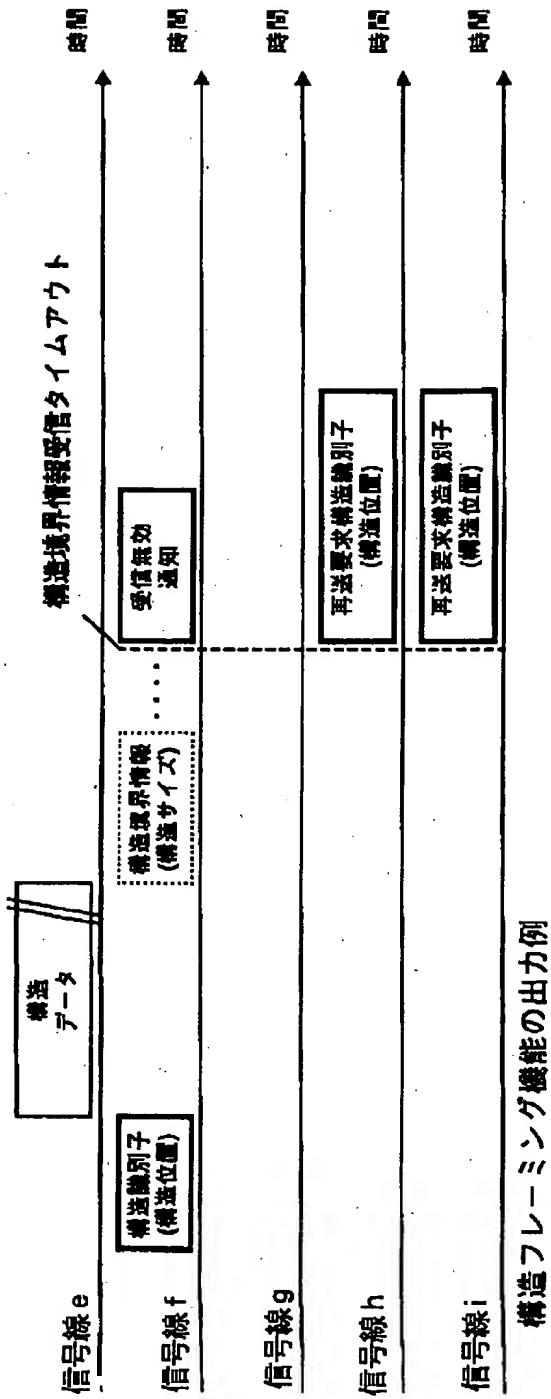 構造境界情報受信タイムアウト
信号線e
構造
データ
時間
信号線f
構造識別子
(構造位置)
構造境界情報
(構造サイズ)
・・・・
受信無効
通知
時間
信号線g
時間
信号線h
再送要求構造識別子
(構造位置)
時間
信号線i
再送要求構造識別子
(構造位置)
時間
構造フレーミング機能の出力例